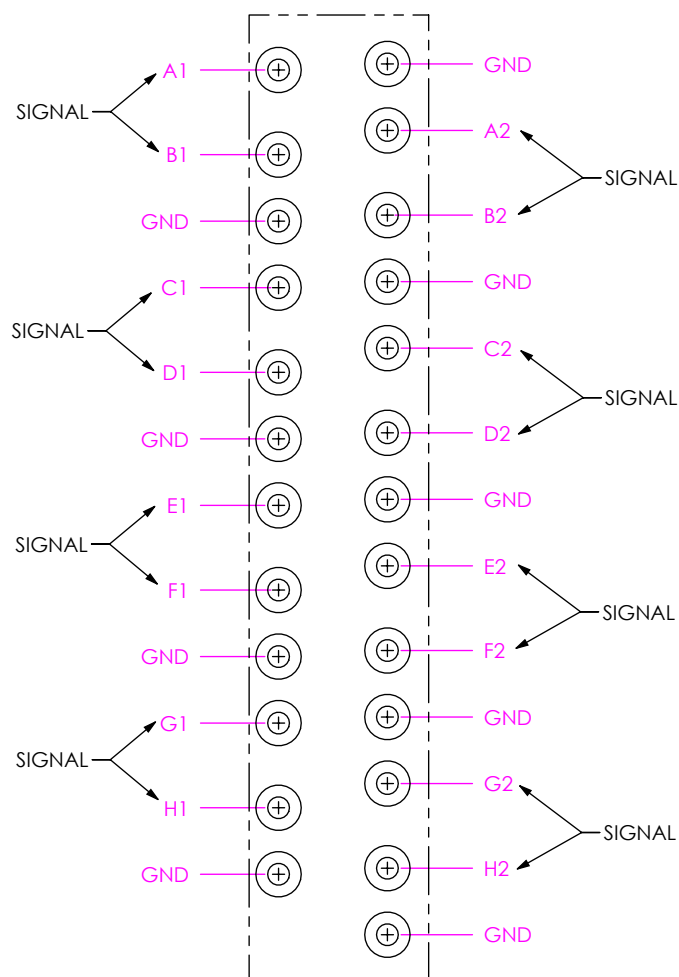 GND
A1
SIGNAL
B1
A2
SIGNAL
B2
GND
C1
SIGNAL
D1
GND
C2
SIGNAL
D2
GND
E1
SIGNAL
F1
GND
E2
SIGNAL
F2
GND
G1
SIGNAL
H1
GND
G2
SIGNAL
H2
GND
GND